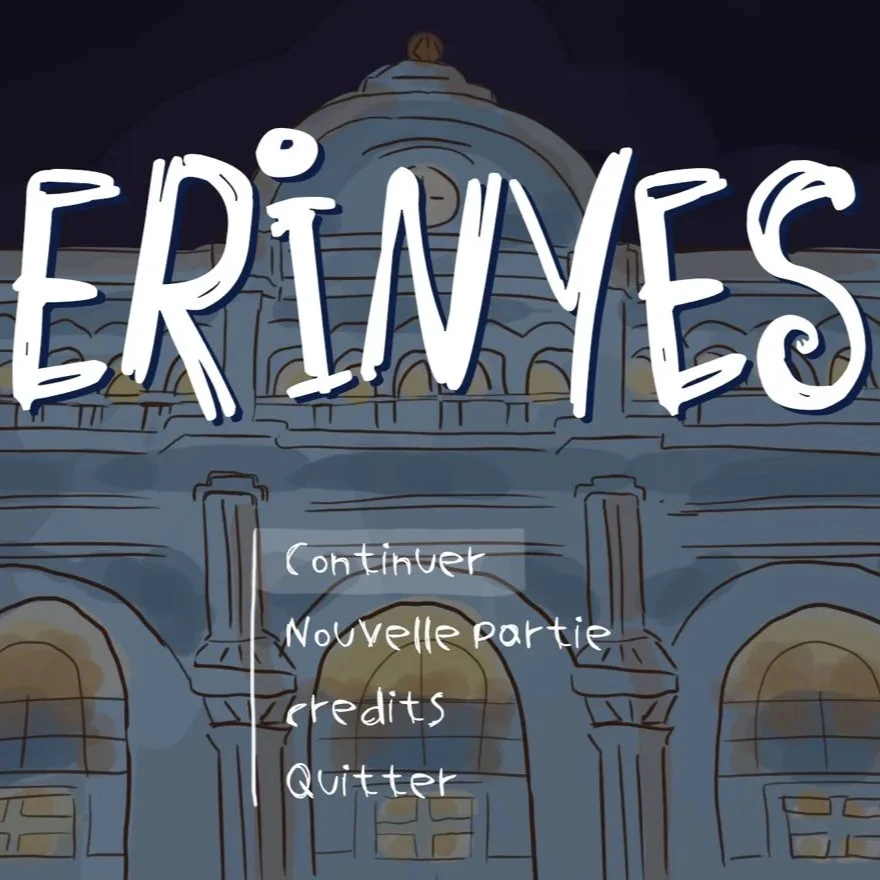 ERiNYES
Continuer
Nouvelle partie
credits
Quitter